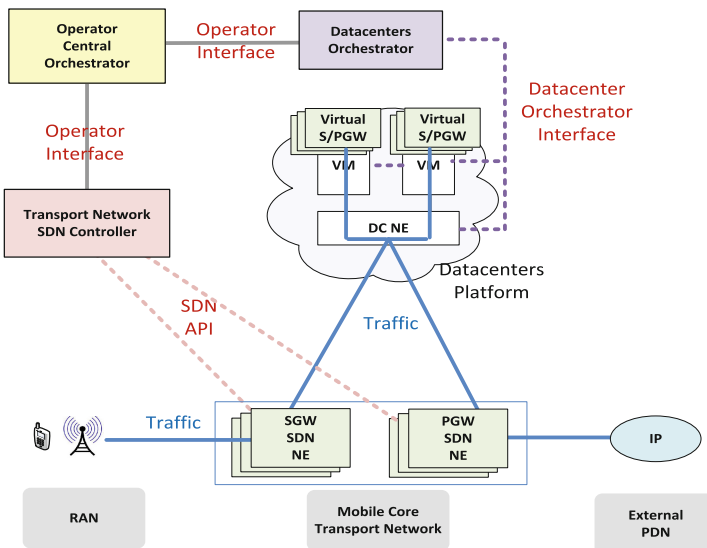 Operator
Central
Orchestrator
Operator
Interface
Datacenters
Orchestrator
Datacenter
Orchestrator
Interface
Operator
Interface
Virtual
S/PGW
VM
Virtual
S/PGW
VM
Transport Network
SDN Controller
DC NE
Datacenters
Platform
SDN
API
Traffic
Traffic
SGW
SDN
NE
PGW
SDN
NE
IP
RAN
Mobile Core
Transport Network
External
PDN